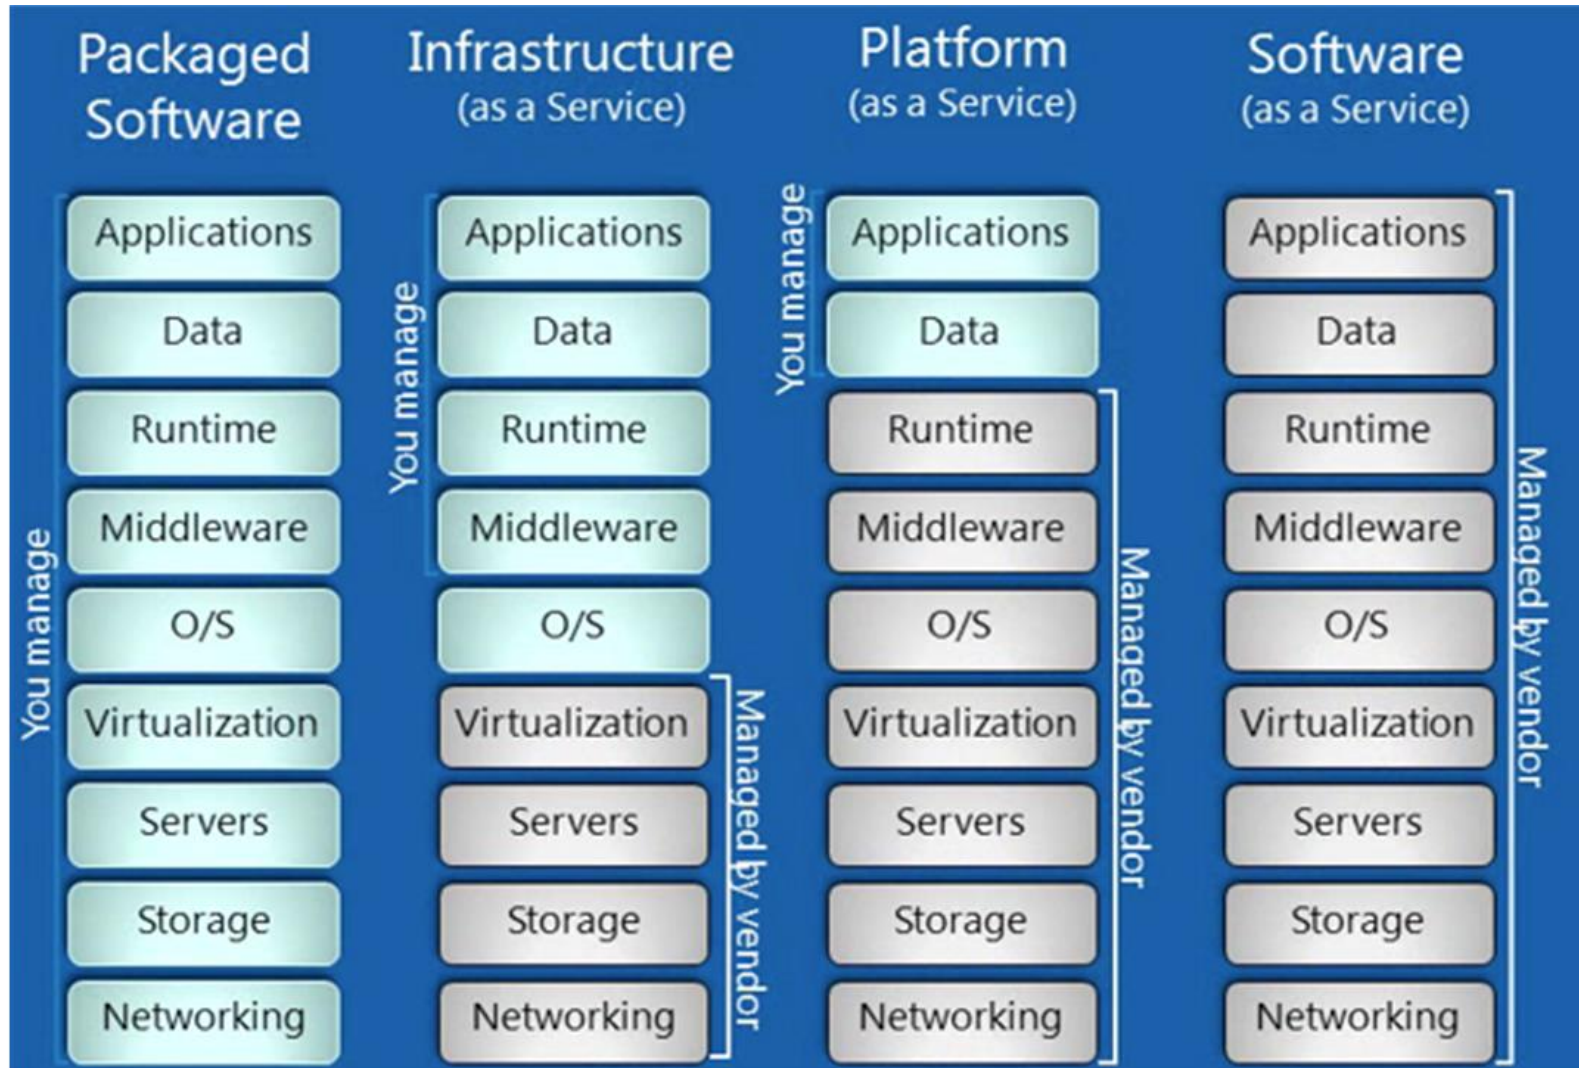 Packaged
Software
You manage
Applications
Data
Runtime
Middleware
O/S
Virtualization
Servers
Storage
Networking
Infrastructure
(as a Service)
You manage
Applications
Data
Runtime
Middleware
O/S
Virtualization
Servers
Storage
Networking
Managed by vendor
Platform
(as a Service)
You manage
Applications
Data
Runtime
Middleware
O/S
Virtualization
Servers
Storage
Networking
Managed by vendor
Software
(as a Service)
Applications
Data
Runtime
Middleware
O/S
Virtualization
Servers
Storage
Networking
Managed by vendor